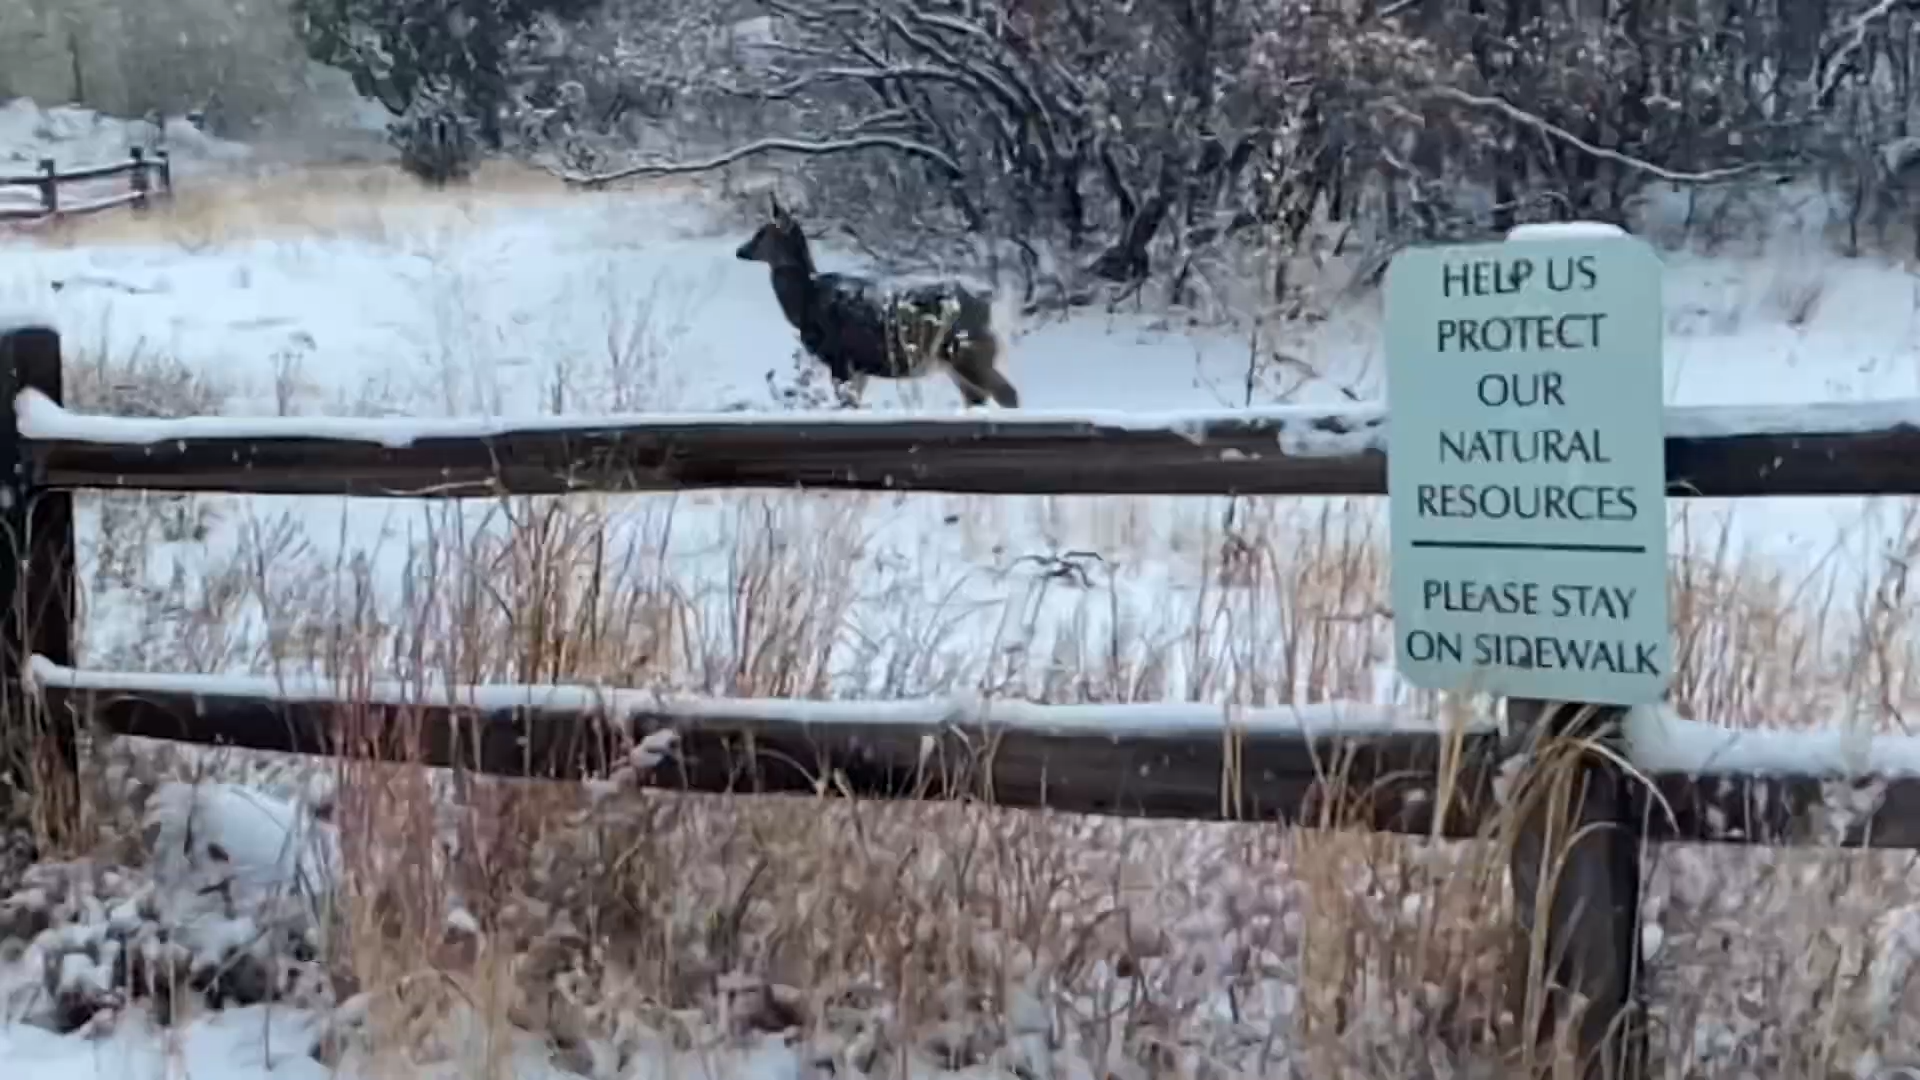 HELP US
PROTECT
OUR
NATURAL
RESOURCES
PLEASE STAY
ON SIDEWALK